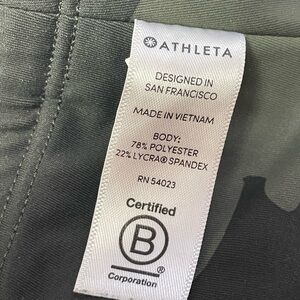 ATHLETA
DESIGNED IN
SAN FRANCISCO
MADE IN VIETNAM
BODY:
78% POLYESTER
22% LYCRA® SPANDEX
RN 54023
Certified
B
®
Corporation